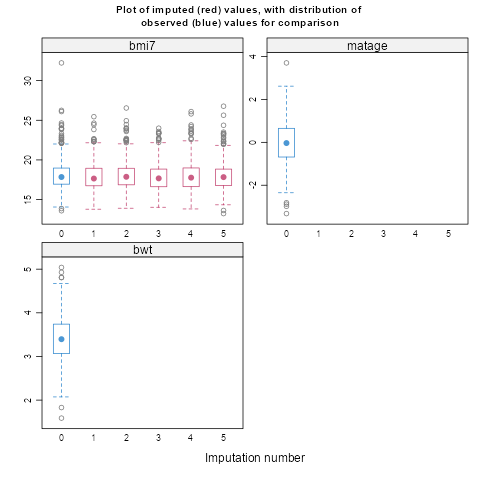 Plot of imputed (red) values, with distribution of
observed (blue) values for comparison
bmi7
matage
30
25
20
15
4
2
0
-2
0 1 2 3 4 5
0 1 2 3 4 5
bwt
5
4
3
2
0 1 2 3 4 5
Imputation number